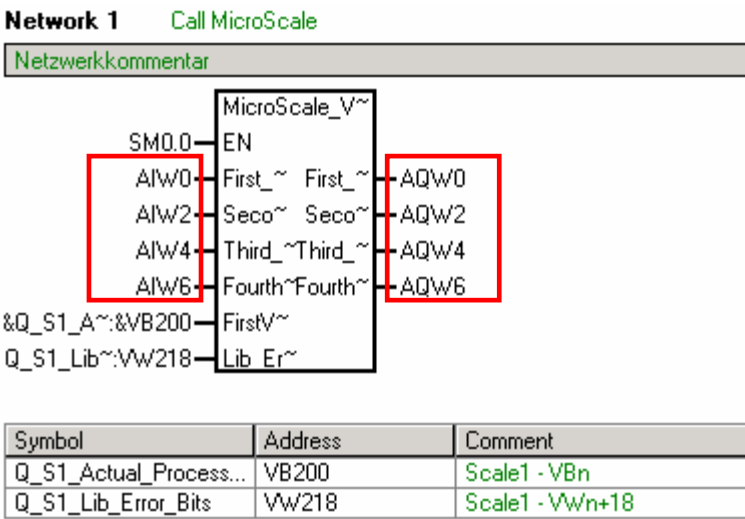 Network 1 Call MicroScale
Netzwerkkommentar
MicroScale_V~
SM0.0 EN
AIW0 First_~ First_~ AQW0
AIW2 Seco~ Seco~ AQW2
AIW4 Third_~Third_~ AQW4
AIW6 Fourth~Fourth~ AQW6
&Q_S1_A~:&VB200 FirstV~
Q_S1_Lib~:VW218 Lib_Er~
Symbol Address Comment
Q_S1_Actual_Process... VB200 Scale1 - VBn
Q_S1_Lib_Error_Bits VW218 Scale1 - VWn+18